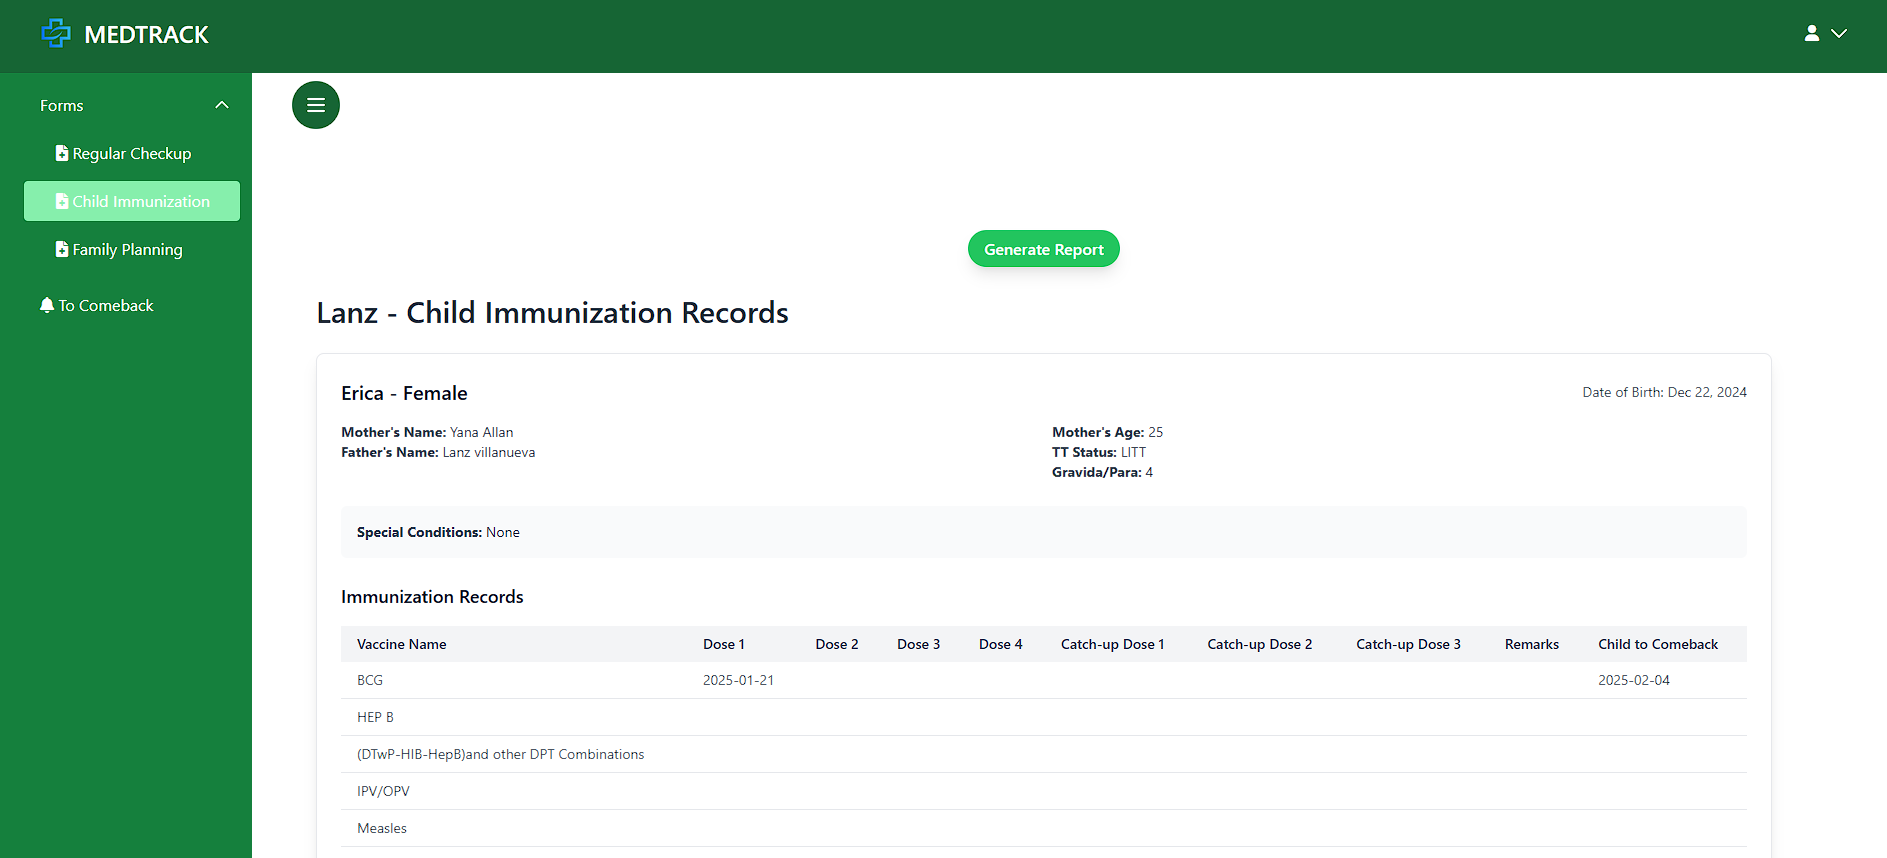 MEDTRACK
Forms
Regular Checkup
Child Immunization
Family Planning
To Comeback
Generate Report
Lanz - Child Immunization Records
Erica - Female
Date of Birth: Dec 22, 2024
Mother's Name: Yana Allan
Father's Name: Lanz villanueva
Mother's Age: 25
TT Status: LITT
Gravida/Para: 4
Special Conditions: None
Immunization Records
Vaccine Name Dose 1 Dose 2 Dose 3 Dose 4 Catch-up Dose 1 Catch-up Dose 2 Catch-up Dose 3 Remarks Child to Comeback
BCG 2025-01-21 2025-02-04
HEP B
(DTwP-HIB-HepB)and other DPT Combinations
IPV/OPV
Measles